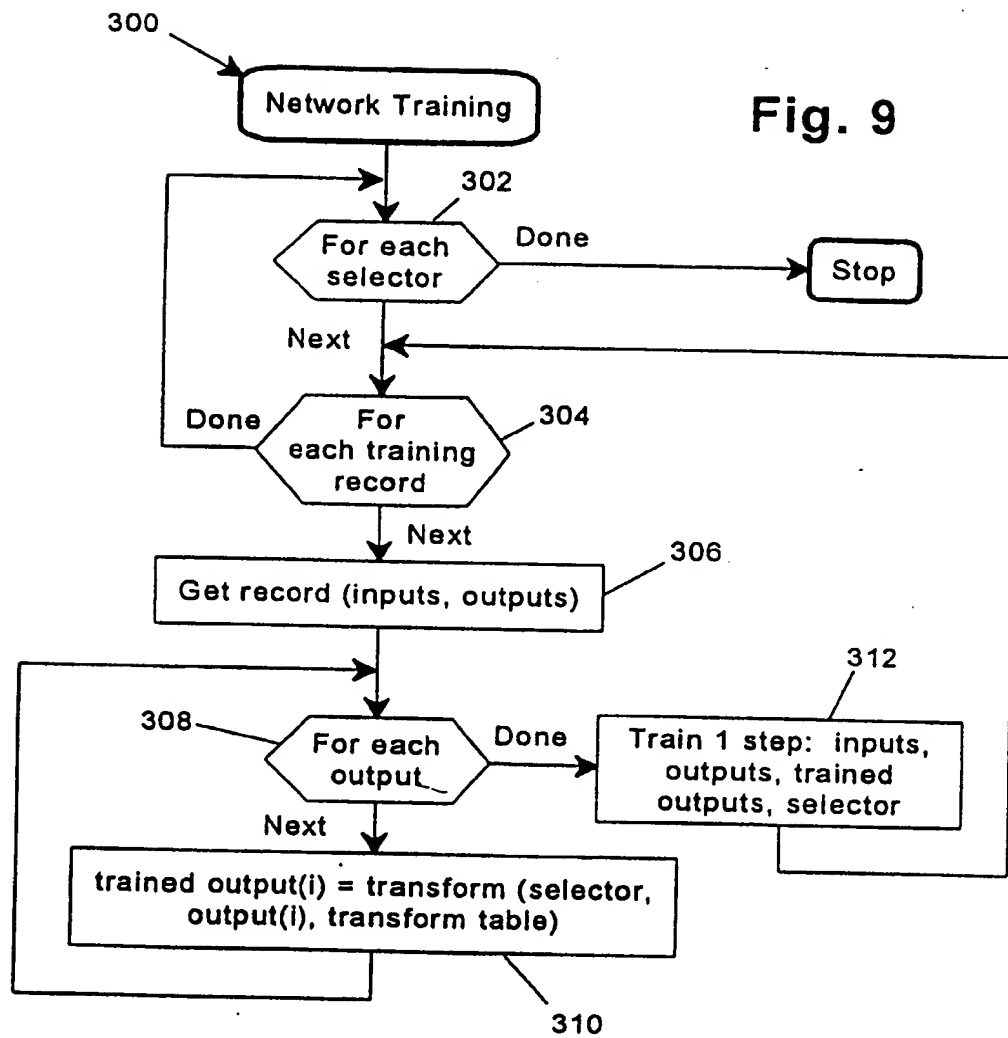 300
Network Training
Fig. 9
302
For each
selector
Done
Stop
Next
Done
For
each training
record
304
Next
306
Get record (inputs, outputs)
308
For each
output
Done
312
Train 1 step: inputs,
outputs, trained
outputs, selector
Next
trained output(i) = transform (selector,
output(i), transform table)
310